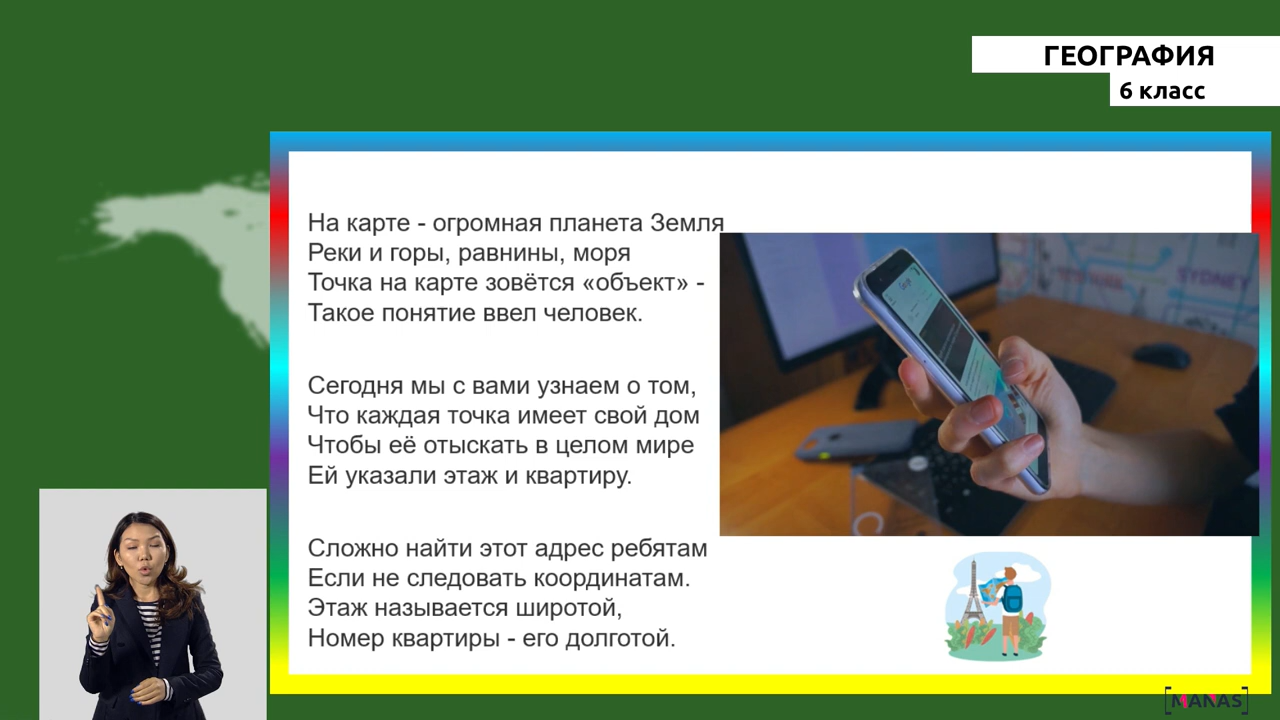 ГЕОГРАФИЯ
6 класс
На карте - огромная планета Земля
Реки и горы, равнины, моря
Точка на карте зовётся «объект» -
Такое понятие ввел человек.
Сегодня мы с вами узнаем о том,
Что каждая точка имеет свой дом
Чтобы её отыскать в целом мире
Ей указали этаж и квартиру.
Сложно найти этот адрес ребятам
Если не следовать координатам.
Этаж называется широтой,
Номер квартиры - его долготой.
SYDNEY
[MANAS]